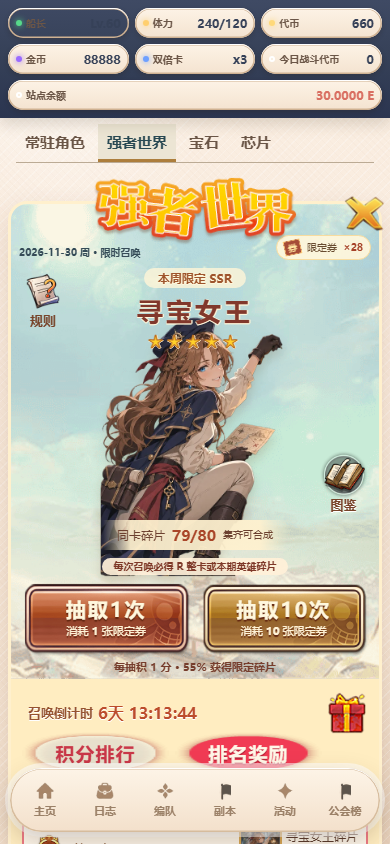 船长 Lv.60
体力 240/120
代币 660
金币 88888
双倍卡 x3
今日战斗代币 0
站点余额 30.0000 E
常驻角色 强者世界 宝石 芯片
强者世界
2026-11-30 周 • 限时召唤
限定券 ×28
本周限定 SSR
规则
寻宝女王
图鉴
同卡碎片 79/80 集齐可合成
每次召唤必得 R 整卡或本期英雄碎片
抽取1次
消耗 1 张限定券
抽取10次
消耗 10 张限定券
每抽积 1 分 • 55% 获得限定碎片
召唤倒计时 6天 13:13:44
积分排行
排名奖励
主页 日志 编队 副本 活动 公会榜
寻宝女王碎片